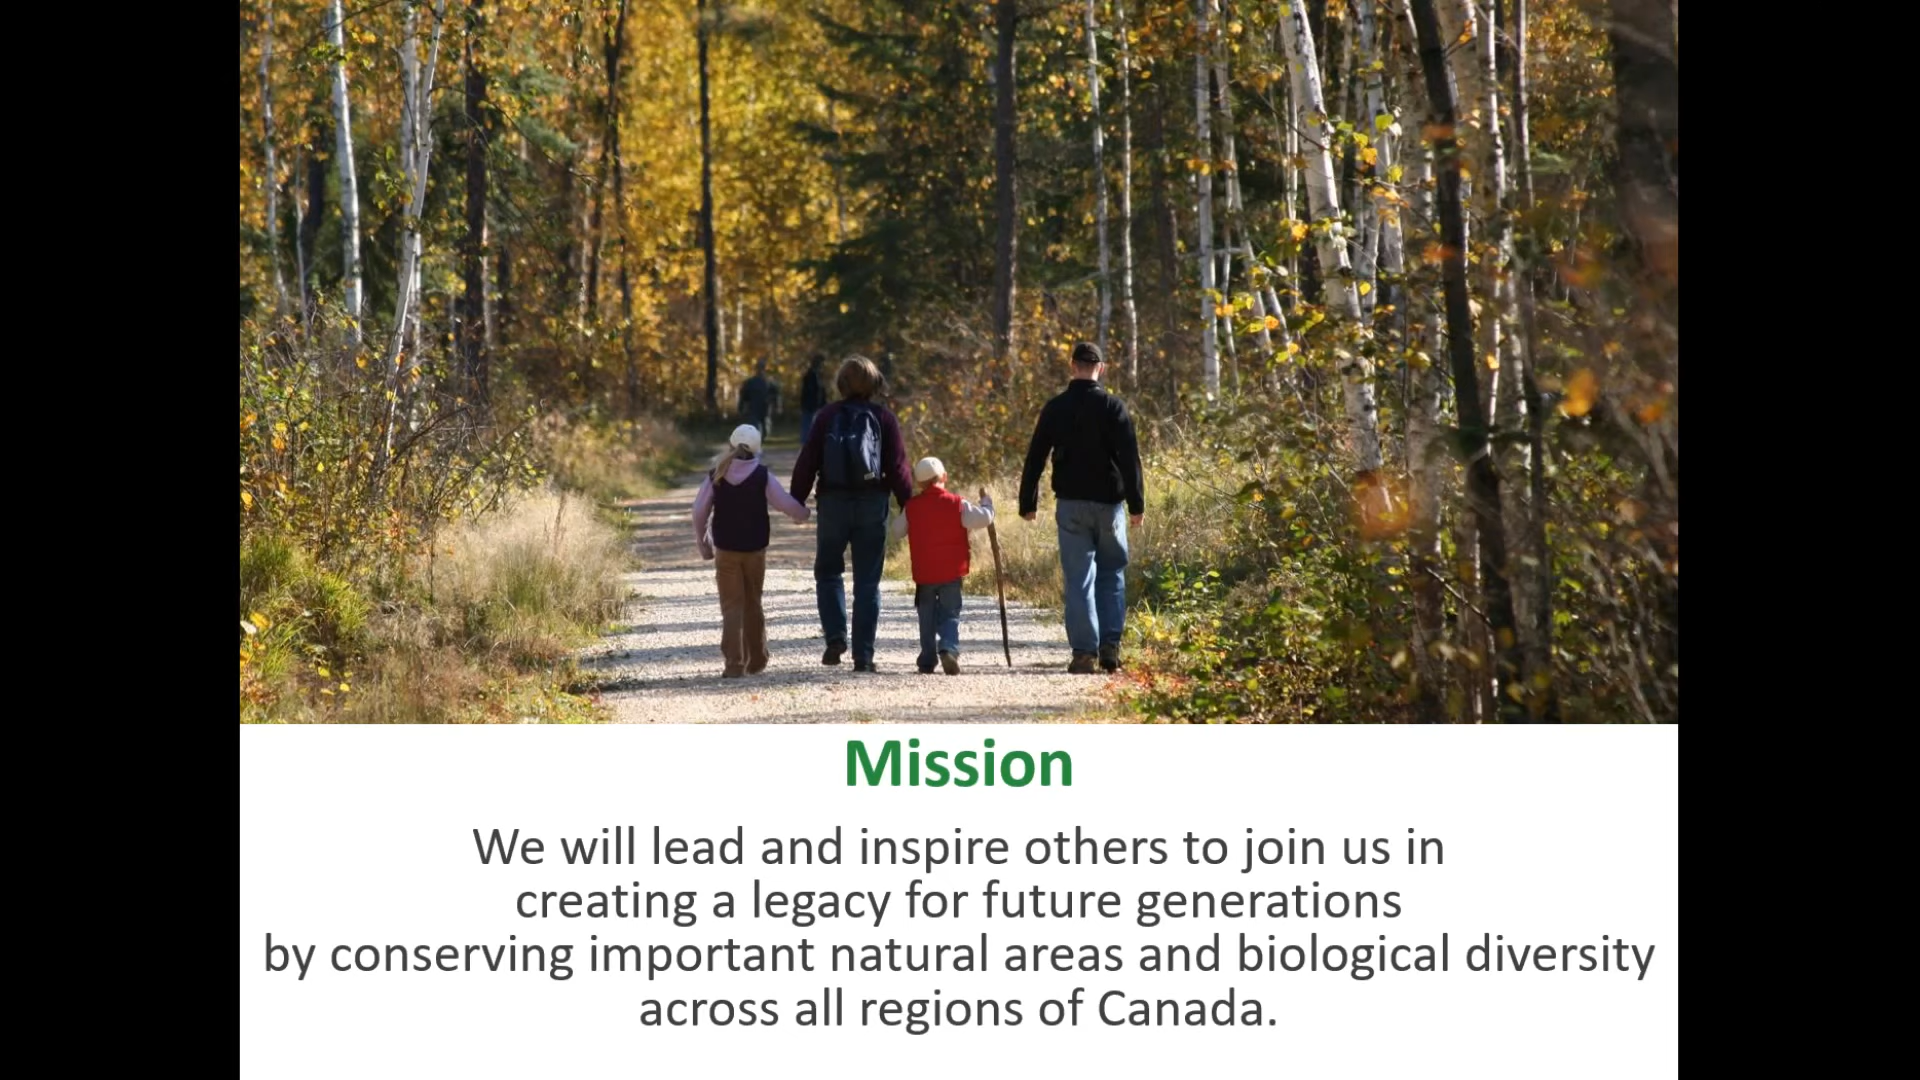 Mission
We will lead and inspire others to join us in
creating a legacy for future generations
by conserving important natural areas and biological diversity
across all regions of Canada.